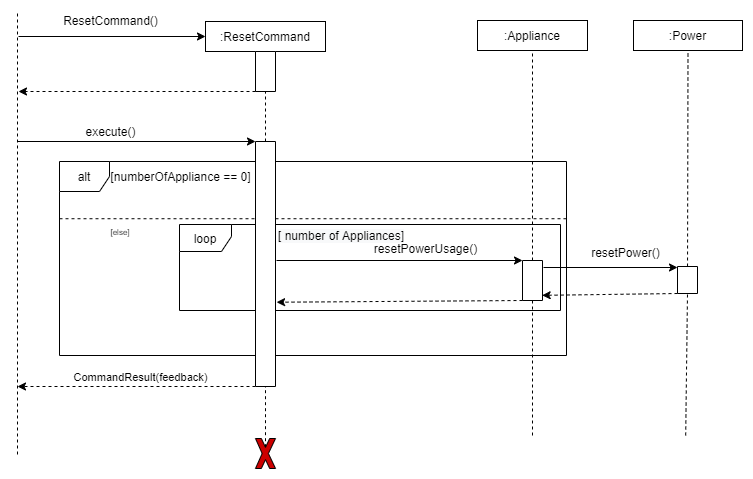 ResetCommand()
:ResetCommand
:Appliance
:Power
execute()
alt
[numberOfAppliance == 0]
[else]
loop
[ number of Appliances]
resetPowerUsage()
resetPower()
CommandResult(feedback)
X